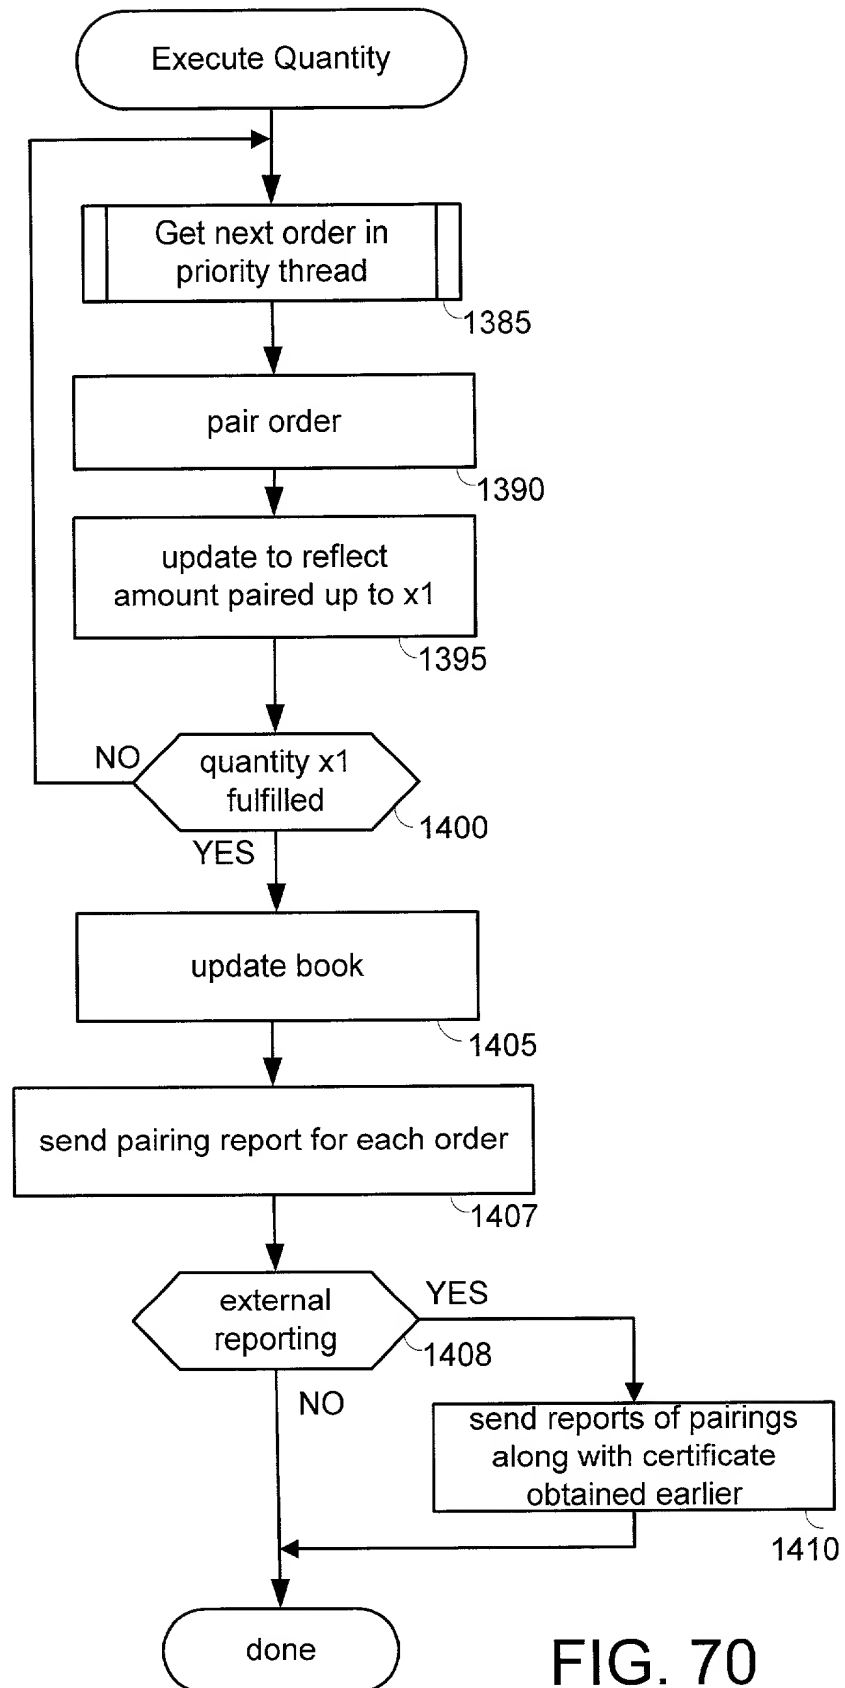 Execute Quantity
Get next order in
priority thread
1385
pair order
1390
update to reflect
amount paired up to x1
1395
NO
quantity x1
fulfilled
1400
YES
update book
1405
send pairing report for each order
1407
external
reporting
YES
1408
NO
send reports of pairings
along with certificate
obtained earlier
1410
done
FIG. 70